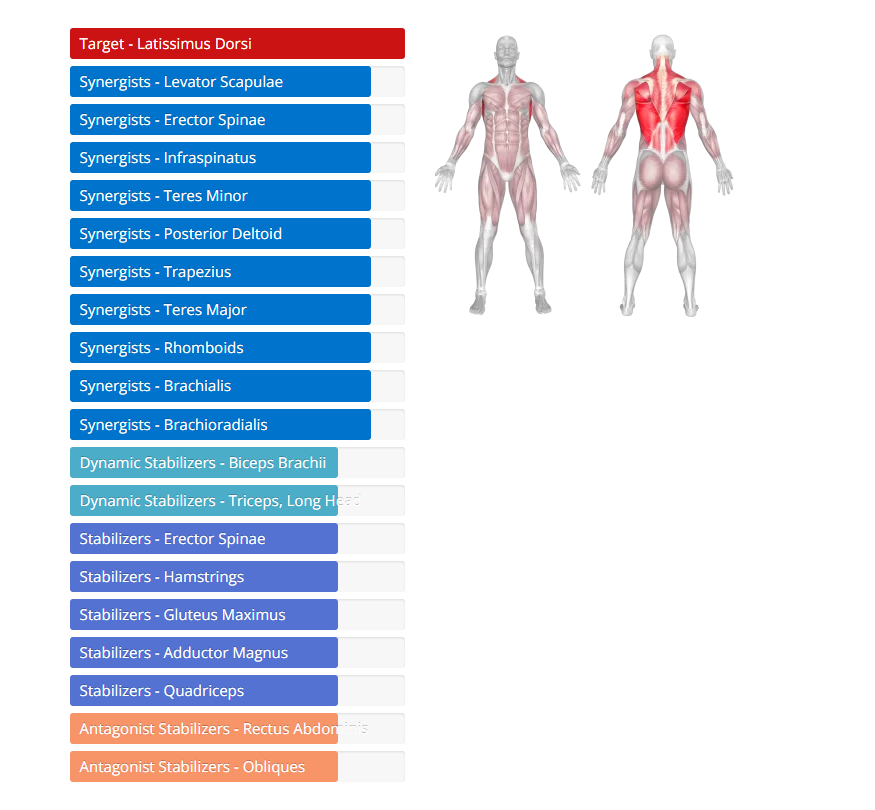 Target - Latissimus Dorsi
Synergists - Levator Scapulae
Synergists - Erector Spinae
Synergists - Infraspinatus
Synergists - Teres Minor
Synergists - Posterior Deltoid
Synergists - Trapezius
Synergists - Teres Major
Synergists - Rhomboids
Synergists - Brachialis
Synergists - Brachioradialis
Dynamic Stabilizers - Biceps Brachii
Dynamic Stabilizers - Triceps, Long Head
Stabilizers - Erector Spinae
Stabilizers - Hamstrings
Stabilizers - Gluteus Maximus
Stabilizers - Adductor Magnus
Stabilizers - Quadriceps
Antagonist Stabilizers - Rectus Abdominis
Antagonist Stabilizers - Obliques